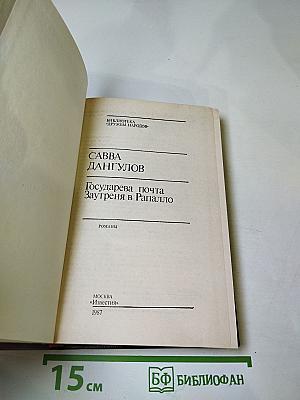 БИБЛИОТЕКА
«ДРУЖБЫ НАРОДОВ»
САВВА
ДАНГУЛОВ
Государева почта
Заутреня в Рапалло
РОМАНЫ
МОСКВА
«Известия»
1987
15 см
БФ БИБЛИОФАН